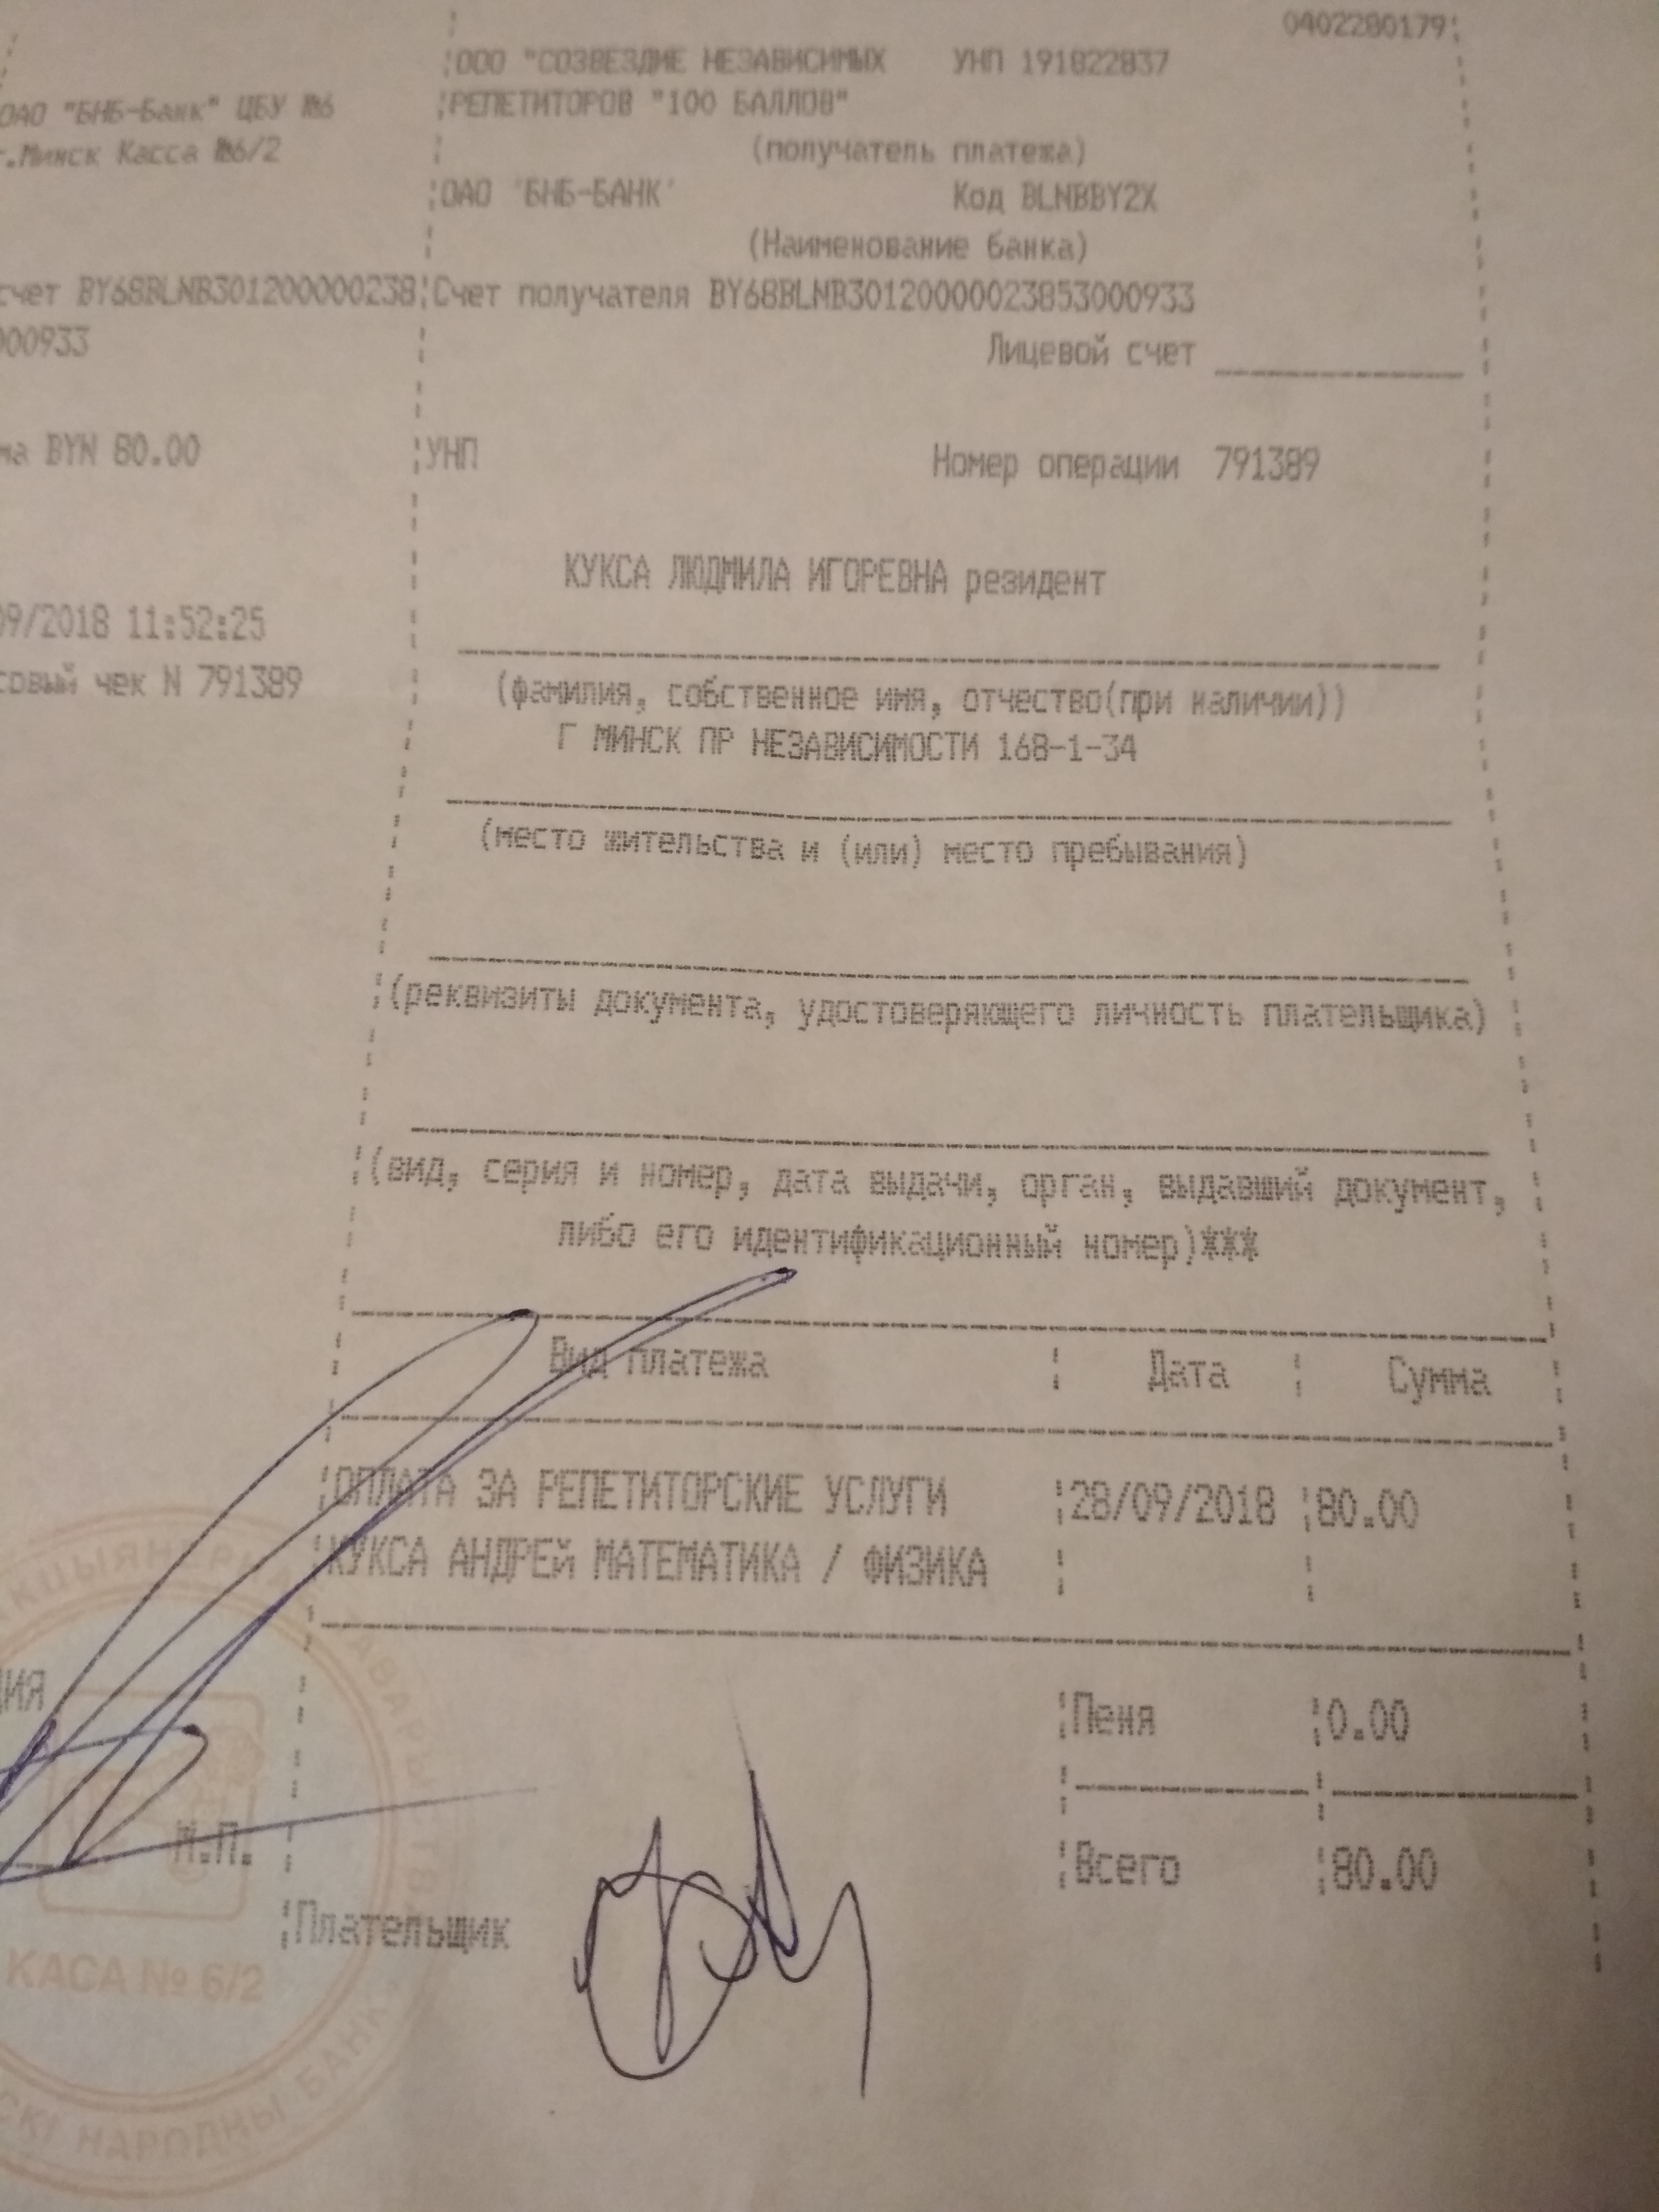 0402280179
ООО "СОЗВЕЗДИЕ НЕЗАВИСИМЫХ УНП 191822837
РЕПЕТИТОРОВ "100 БАЛЛОВ"
(получатель платежа)
ОАО "БНБ-Банк" ЦБУ №6
г.Минск Касса №6/2
ОАО 'БНБ-БАНК' Код BLNBBY2X
(Наименование банка)
счет BY68BLNB301200000238
000933
Счет получателя BY68BLNB30120000023853000933
Лицевой счет
ма BYN 80.00
УНП Номер операции 791389
КУКСА ЛЮДМИЛА ИГОРЕВНА резидент
09/2018 11:52:25
совый чек N 791389
(фамилия, собственное имя, отчество(при наличии))
Г МИНСК ПР НЕЗАВИСИМОСТИ 168-1-34
(место жительства и (или) место пребывания)
(реквизиты документа, удостоверяющего личность плательщика)
(вид, серия и номер, дата выдачи, орган, выдавший документ,
либо его идентификационный номер)***
Вид платежа Дата Сумма
ОПЛАТА ЗА РЕПЕТИТОРСКИЕ УСЛУГИ 28/09/2018 80.00
КУКСА АНДРЕЙ МАТЕМАТИКА / ФИЗИКА
Пеня 0.00
М.П.
Всего 80.00
Плательщик
КАСА № 6/2
НАРОДНЫ БАНК